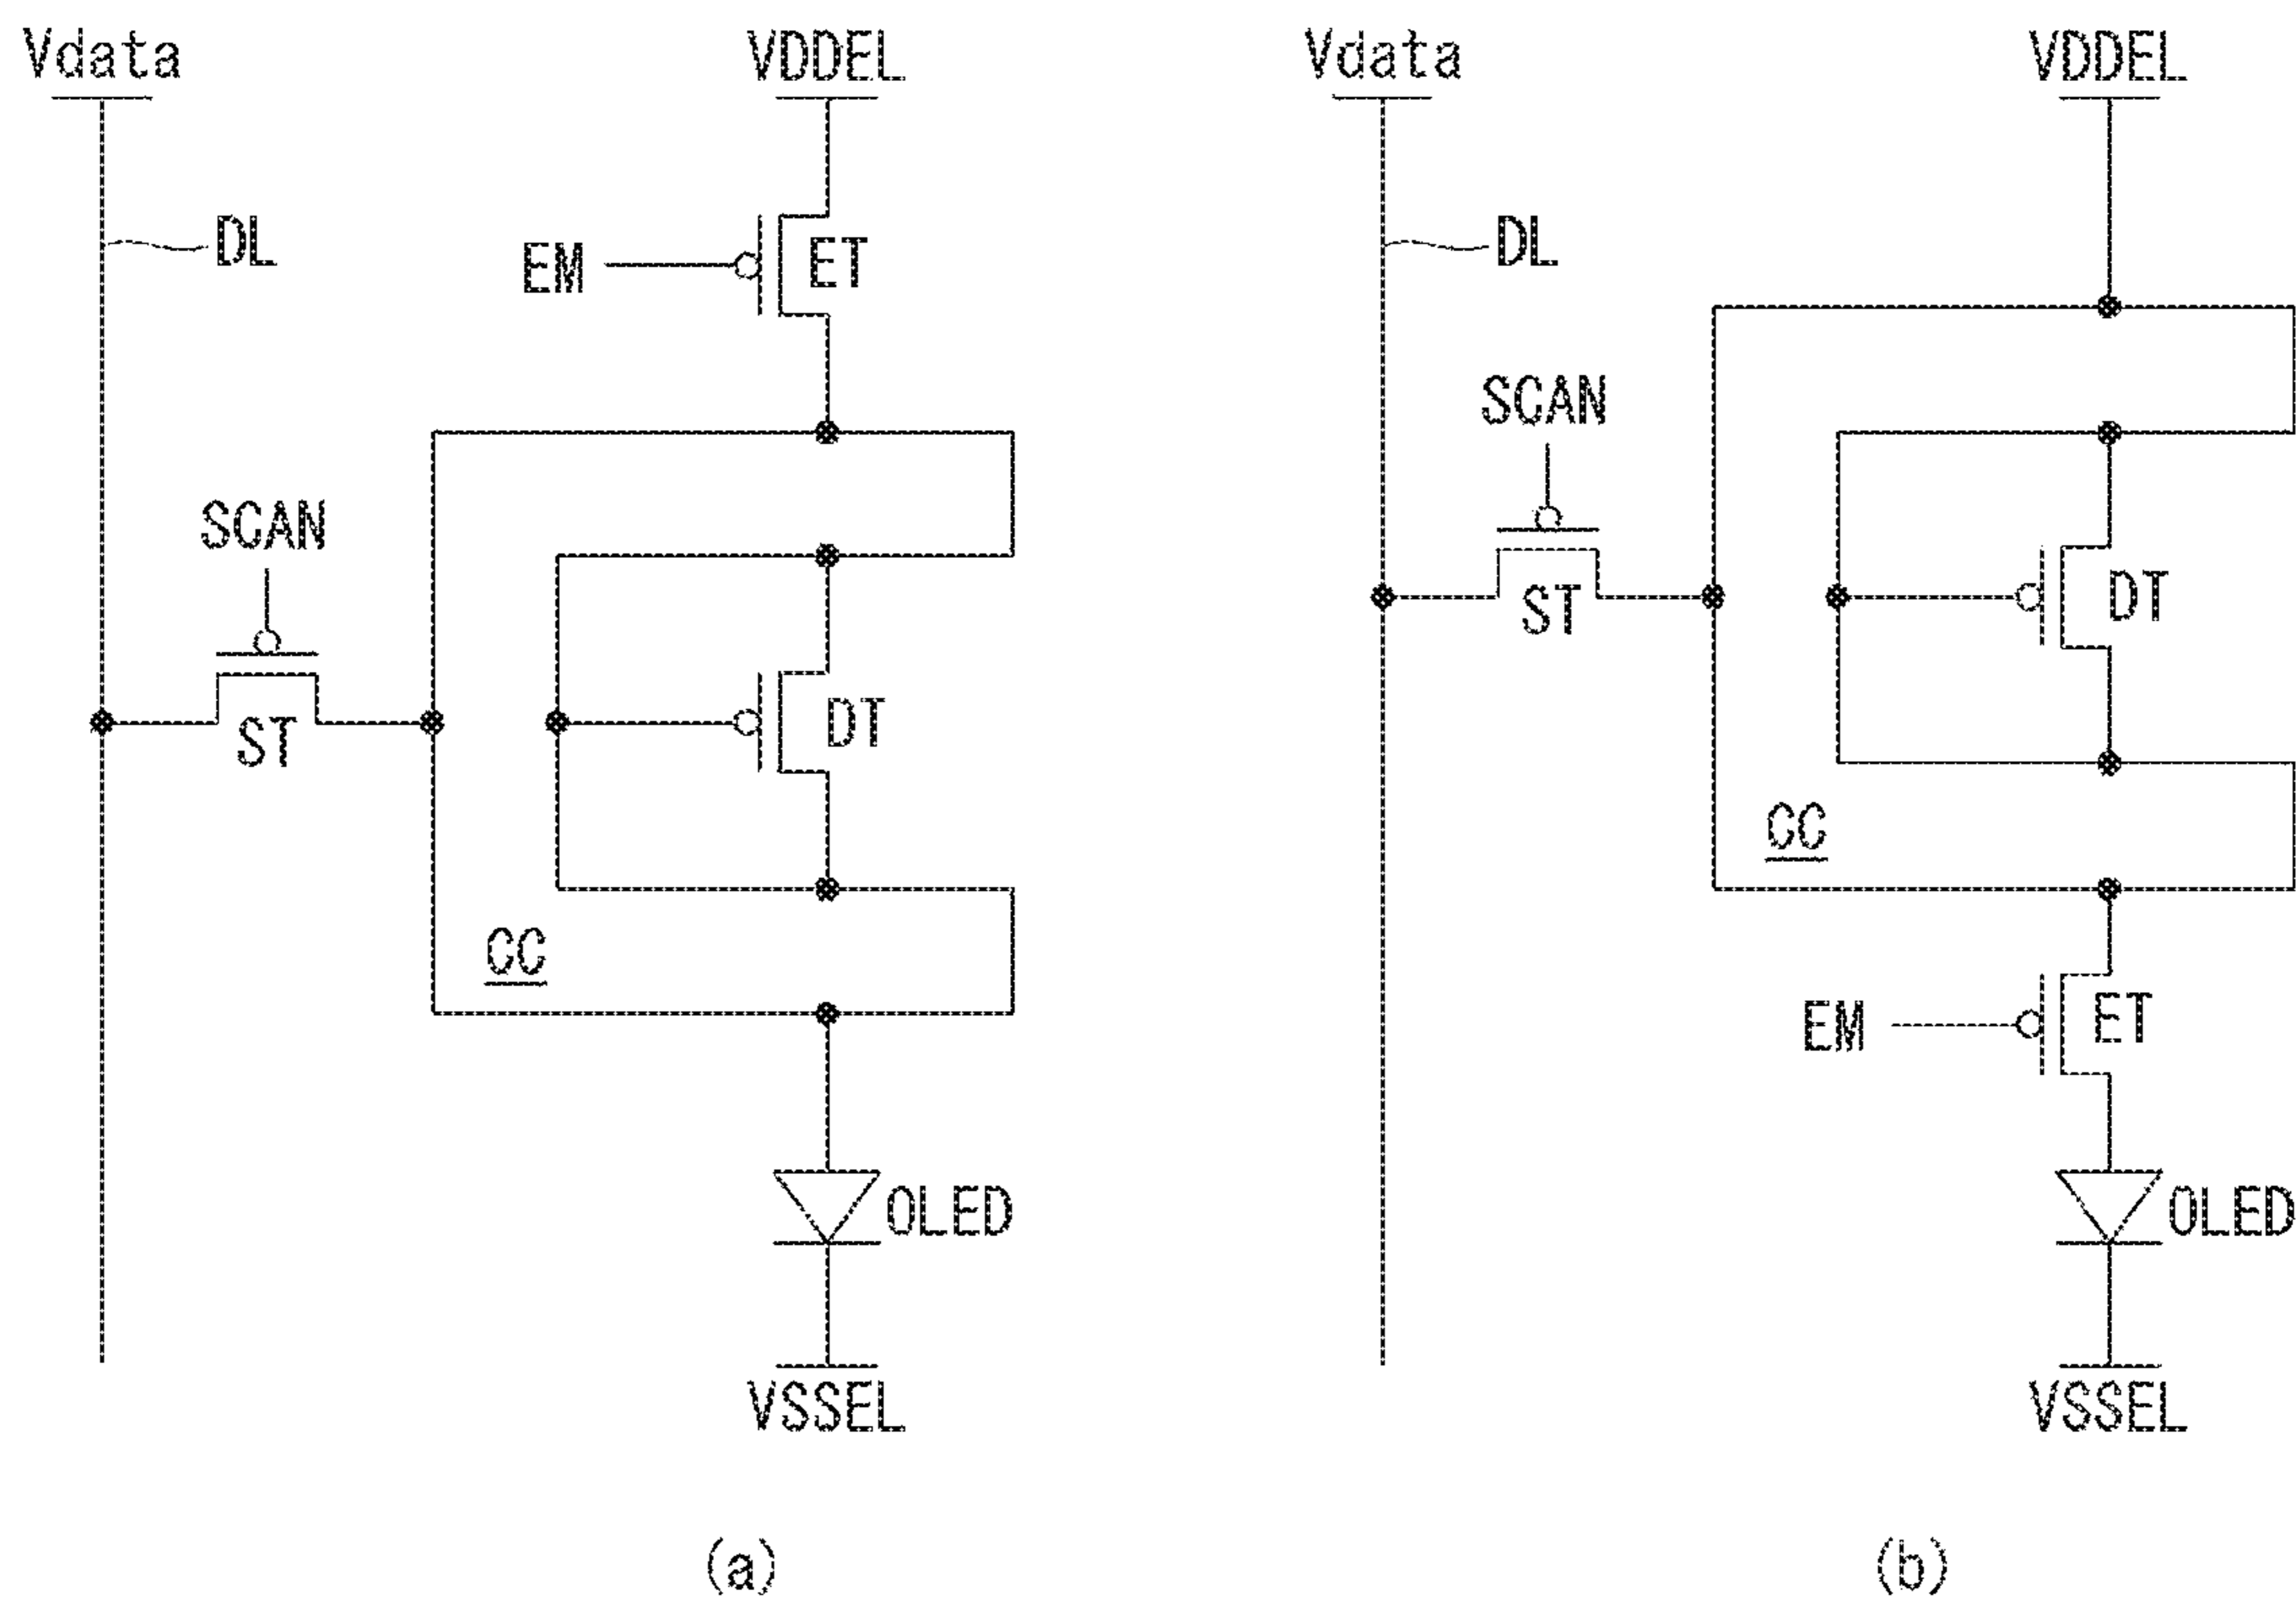 Vdata
VDDEL
DL
EM
ET
SCAN
ST
DT
CC
OLED
VSSEL
(a)
Vdata
VDDEL
DL
SCAN
ST
DT
CC
EM
ET
OLED
VSSEL
(b)